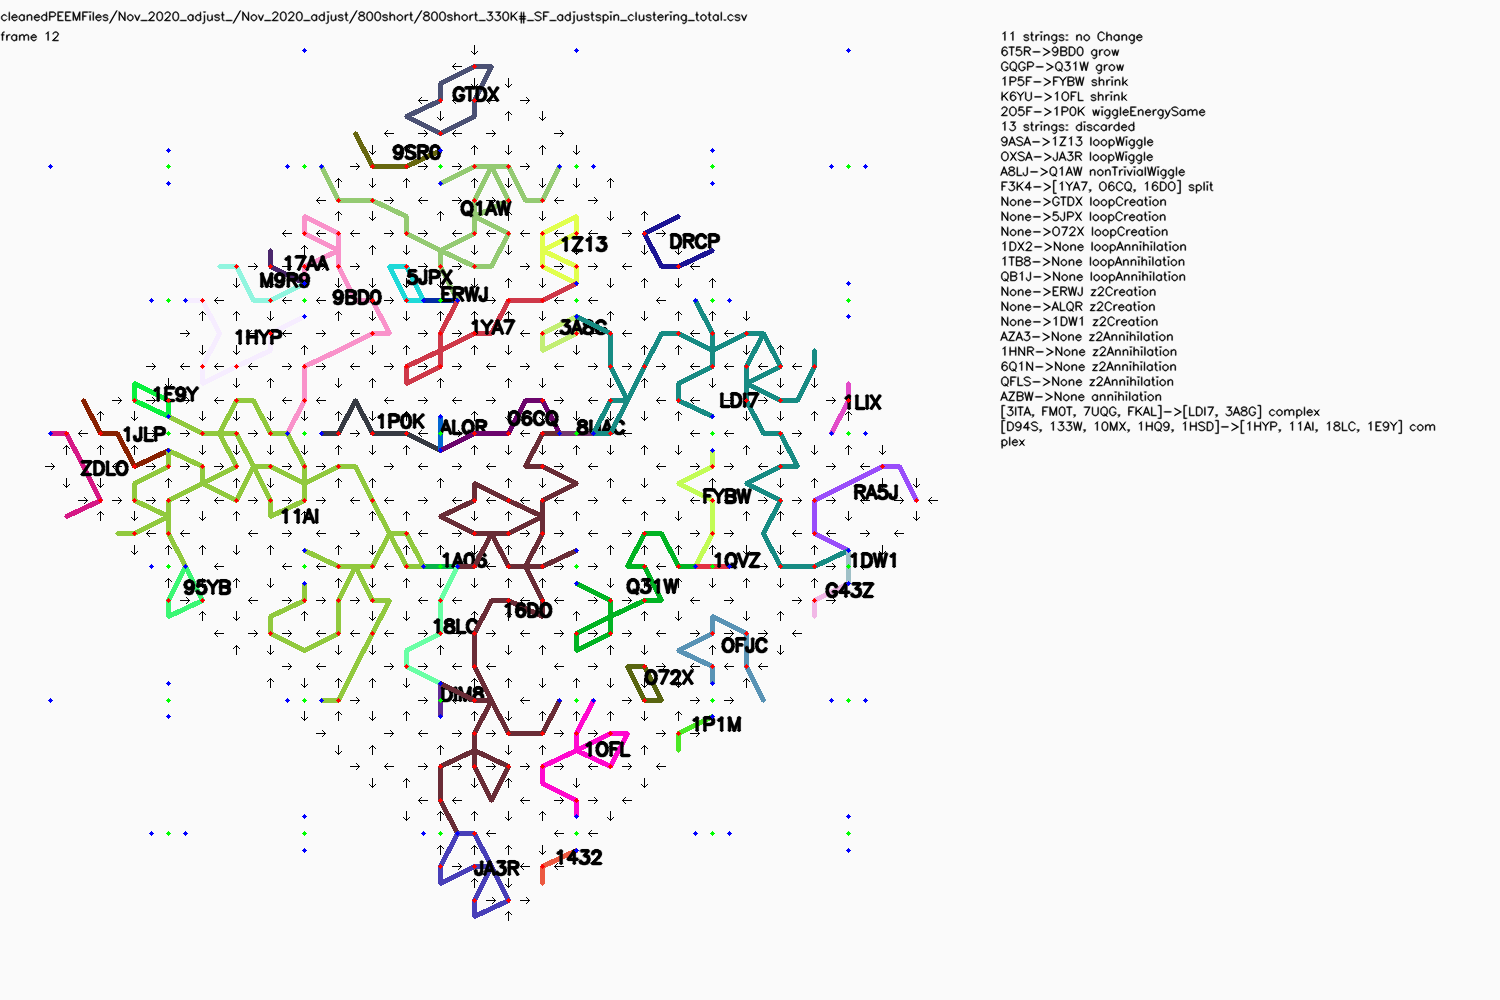 cleanedPEEMFiles/Nov_2020_adjust_/Nov_2020_adjust/800short/800short_330K#_SF_adjustspin_clustering_total.csv
frame 12
11 strings: no Change
6T5R->9BD0 grow
GQGP->Q31W grow
1P5F->FYBW shrink
K6YU->1OFL shrink
2O5F->1P0K wiggleEnergySame
13 strings: discarded
9ASA->1Z13 loopWiggle
OXSA->JA3R loopWiggle
A8LJ->Q1AW nonTrivialWiggle
F3K4->[1YA7, O6CQ, 16DO] split
None->GTDX loopCreation
None->5JPX loopCreation
None->O72X loopCreation
1DX2->None loopAnnihilation
1TB8->None loopAnnihilation
QB1J->None loopAnnihilation
None->ERWJ z2Creation
None->ALQR z2Creation
None->1DW1 z2Creation
AZA3->None z2Annihilation
1HNR->None z2Annihilation
6Q1N->None z2Annihilation
QFLS->None z2Annihilation
AZBW->None annihilation
[3ITA, FM0T, 7UQG, FKAL]->[LDI7, 3A8G] complex
[D94S, 133W, 10MX, 1HQ9, 1HSD]->[1HYP, 11AI, 18LC, 1E9Y] com
plex
GTDX
9SR0
Q1AW
1Z13
DRCP
17AA
M9R9
5JPX
9BD0
ERWJ
1HYP
1YA7
3A8G
1E9Y
LDI7
1LIX
1P0K
ALQR
O6CQ
1JLP
ZDLO
FYBW
RA5J
11AI
1QVZ
1DW1
95YB
Q31W
G43Z
16DO
18LC
OFJC
O72X
DIM8
1P1M
1OFL
JA3R
1432